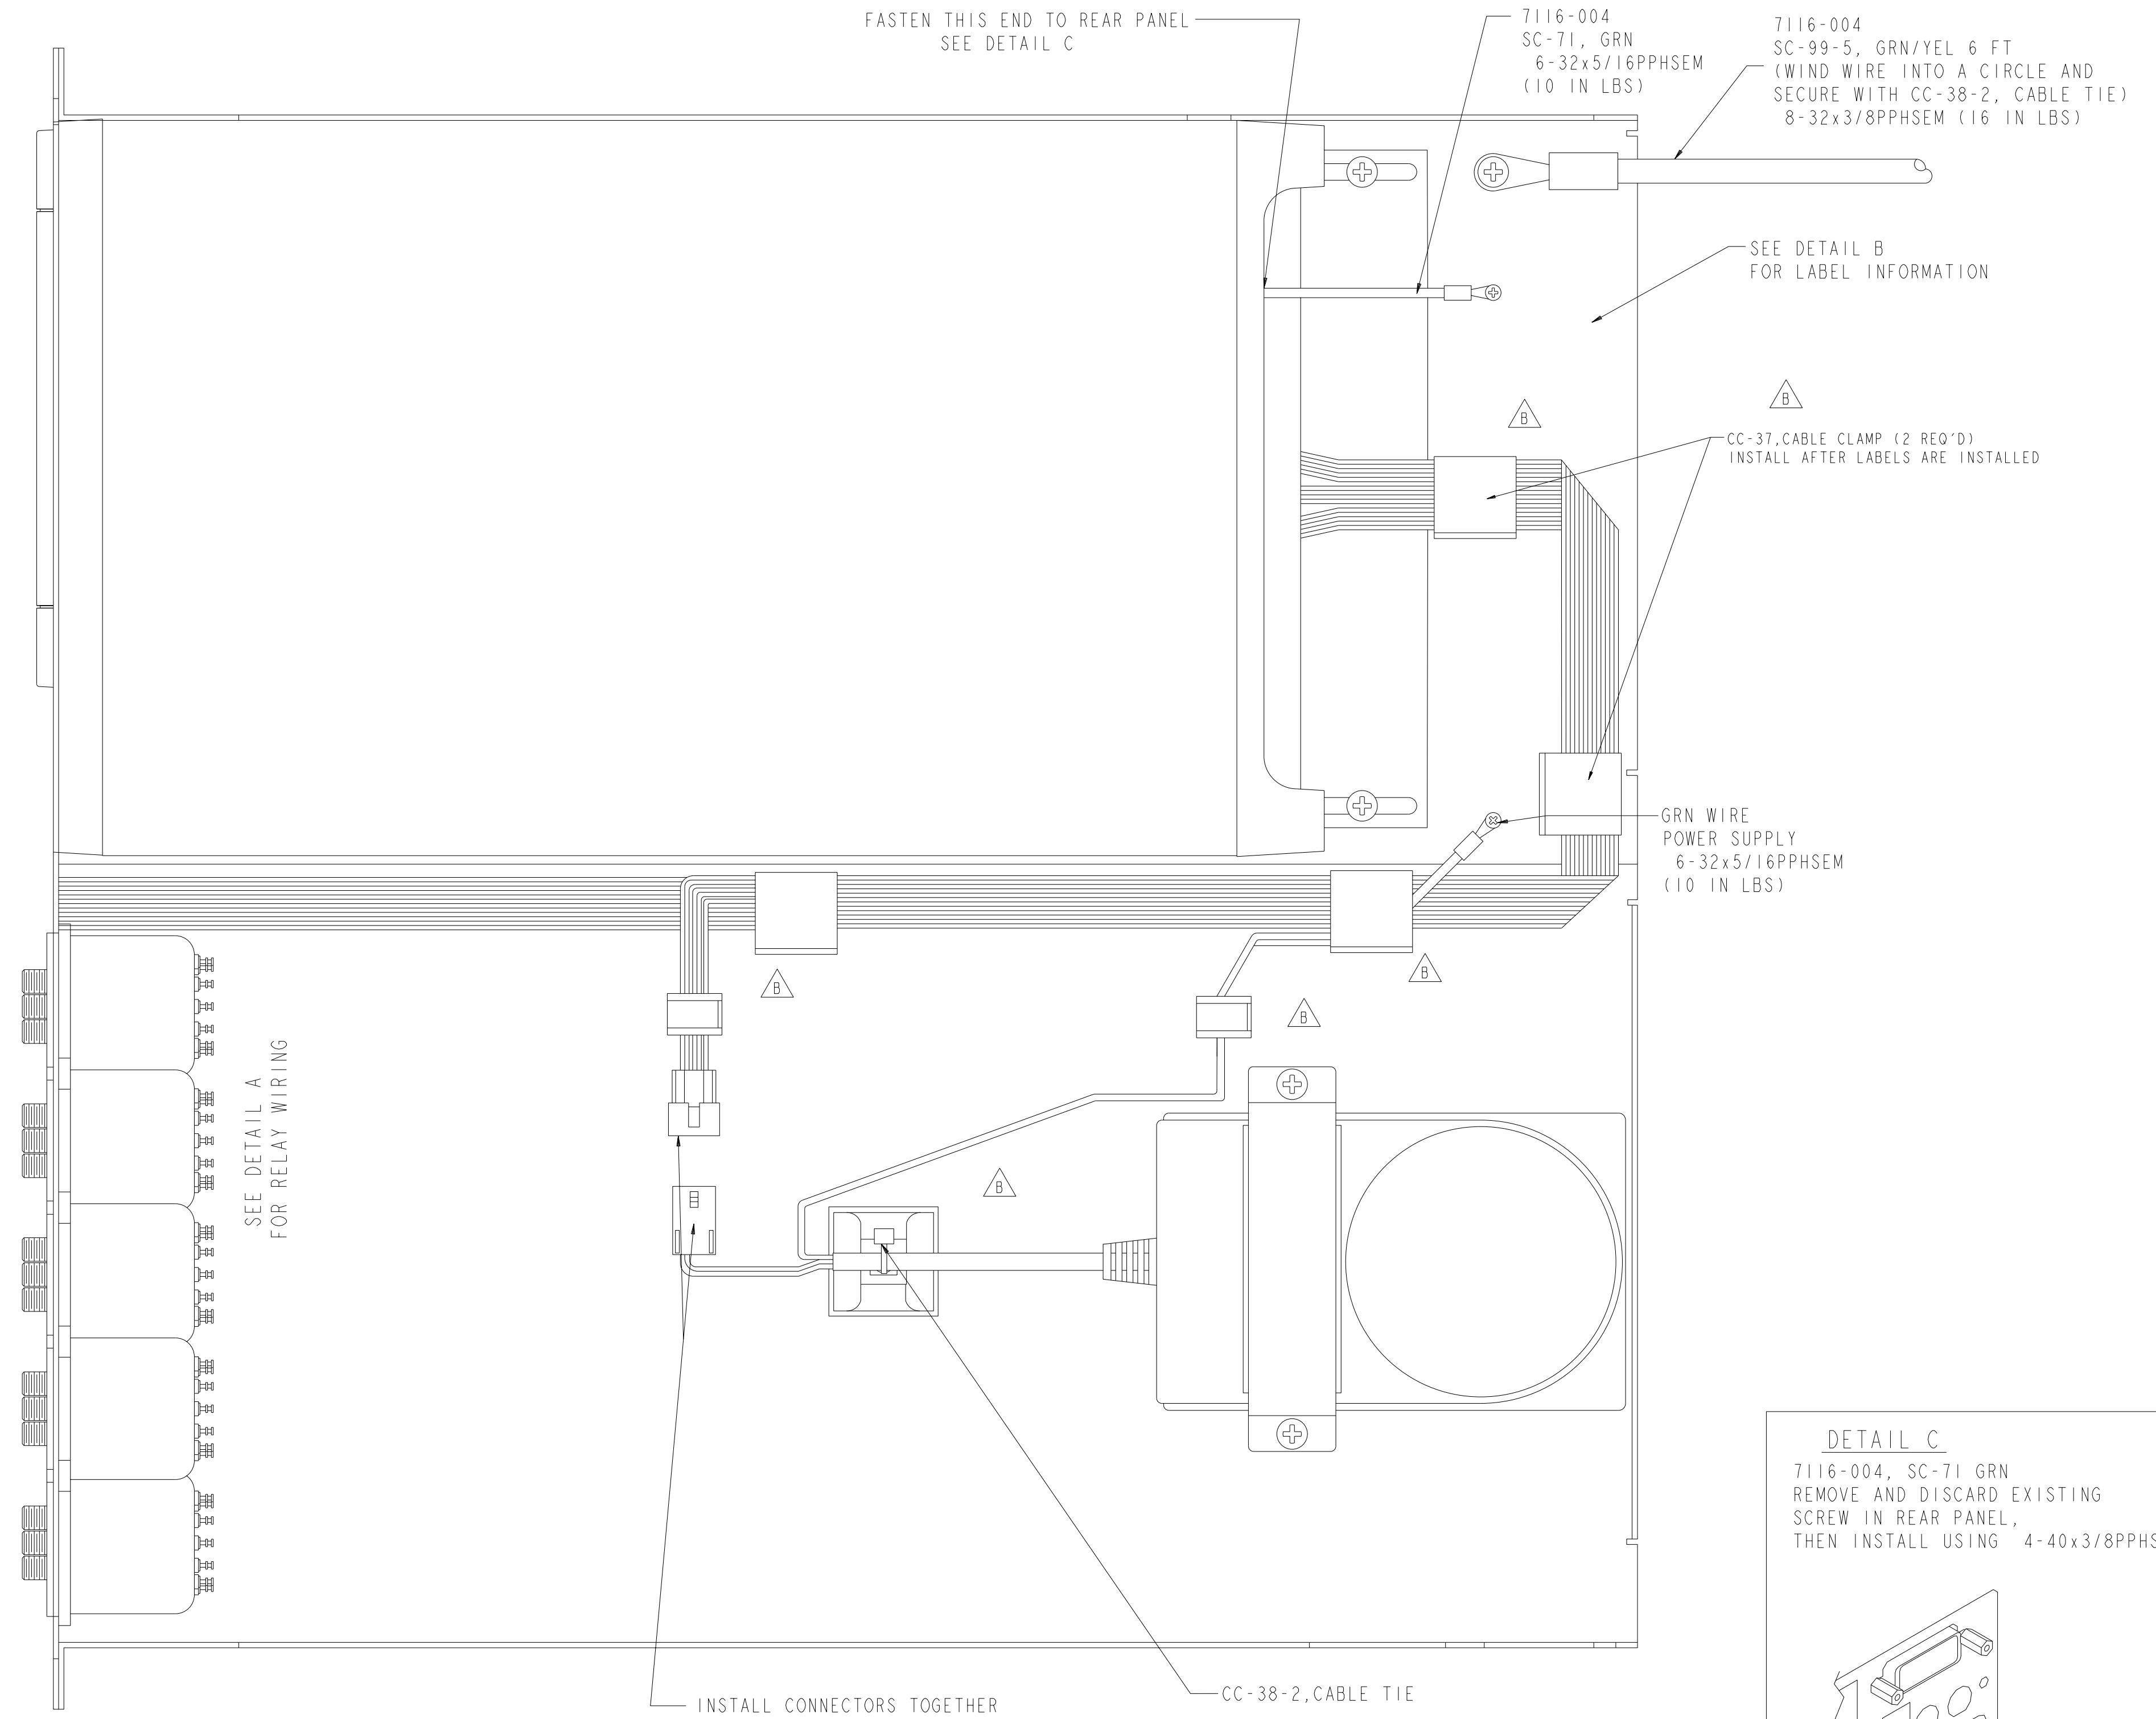 FASTEN THIS END TO REAR PANEL
SEE DETAIL C
7116-004
SC-71, GRN
6-32x5/16PPHSEM
(10 IN LBS)
7116-004
SC-99-5, GRN/YEL 6 FT
(WIND WIRE INTO A CIRCLE AND
SECURE WITH CC-38-2, CABLE TIE)
8-32x3/8PPHSEM (16 IN LBS)
SEE DETAIL B
FOR LABEL INFORMATION
B
B
CC-37,CABLE CLAMP (2 REQ'D)
INSTALL AFTER LABELS ARE INSTALLED
GRN WIRE
POWER SUPPLY
6-32x5/16PPHSEM
(10 IN LBS)
B
B
B
SEE DETAIL A
FOR RELAY WIRING
B
DETAIL C
7116-004, SC-71 GRN
REMOVE AND DISCARD EXISTING
SCREW IN REAR PANEL,
THEN INSTALL USING 4-40x3/8PPHS
CC-38-2,CABLE TIE
INSTALL CONNECTORS TOGETHER